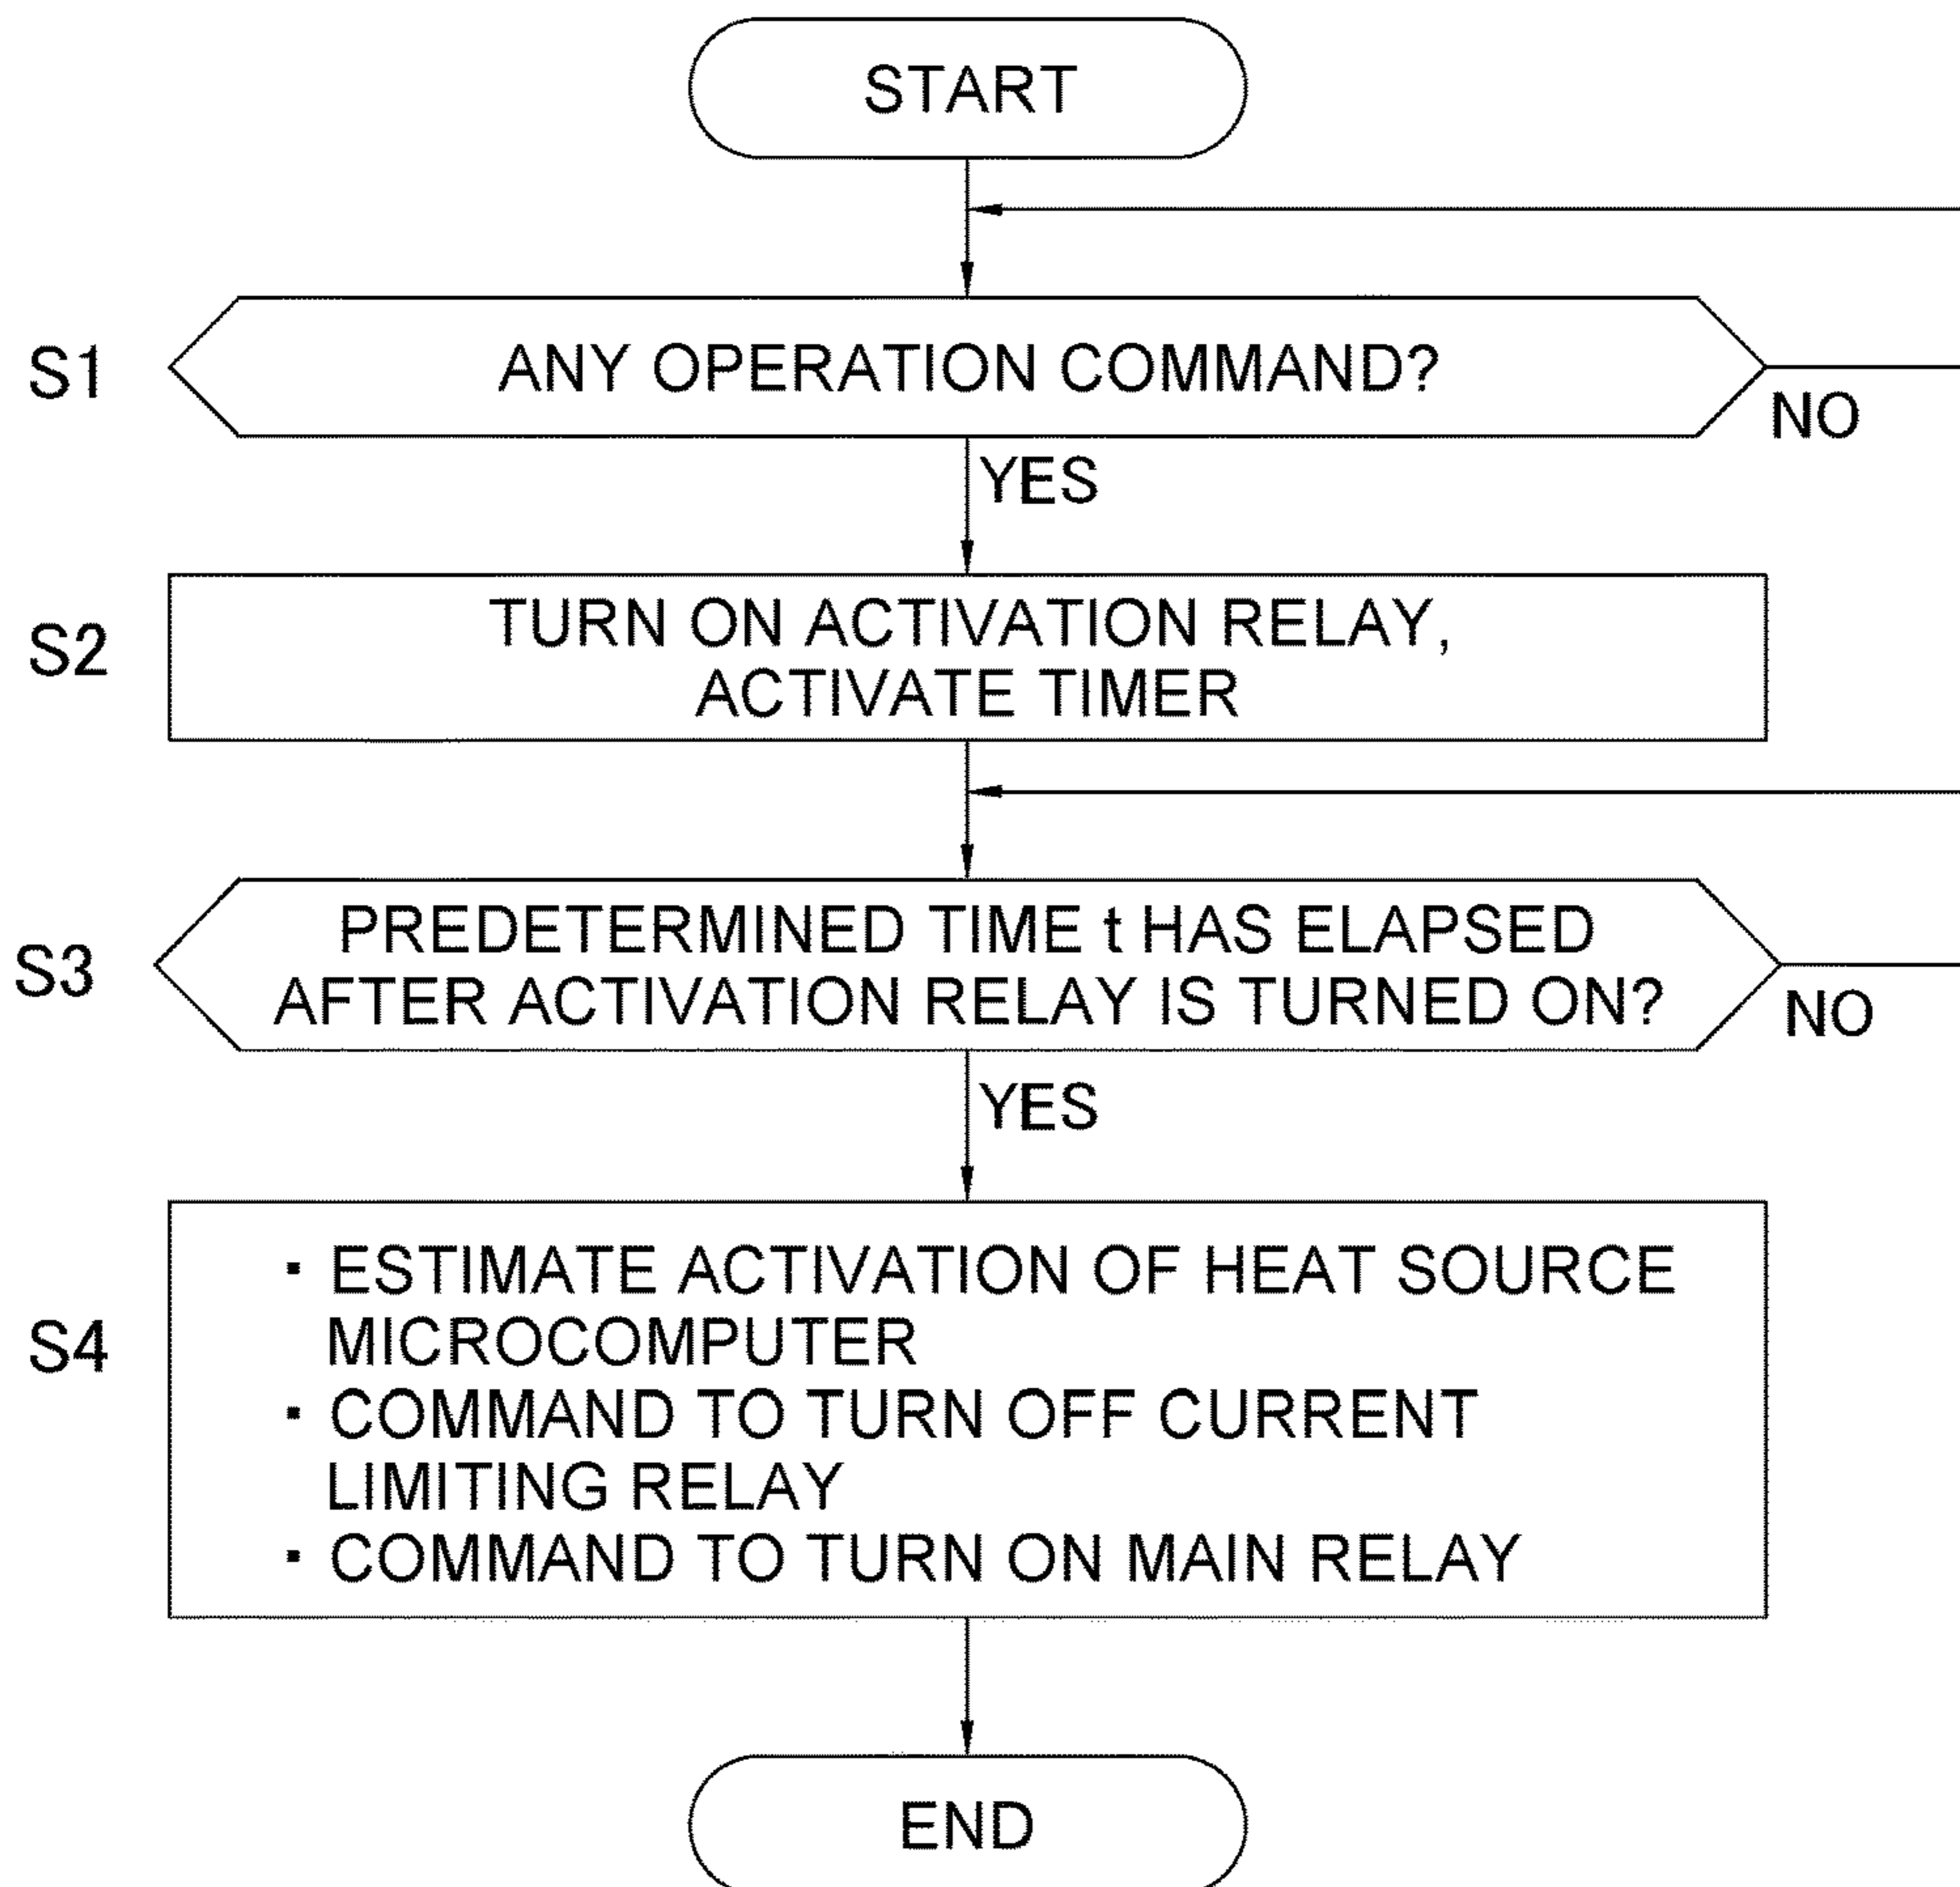 START
S1
ANY OPERATION COMMAND?
NO
YES
S2
TURN ON ACTIVATION RELAY,
ACTIVATE TIMER
S3
PREDETERMINED TIME t HAS ELAPSED
AFTER ACTIVATION RELAY IS TURNED ON?
NO
YES
S4
・ESTIMATE ACTIVATION OF HEAT SOURCE
MICROCOMPUTER
・COMMAND TO TURN OFF CURRENT
LIMITING RELAY
・COMMAND TO TURN ON MAIN RELAY
END